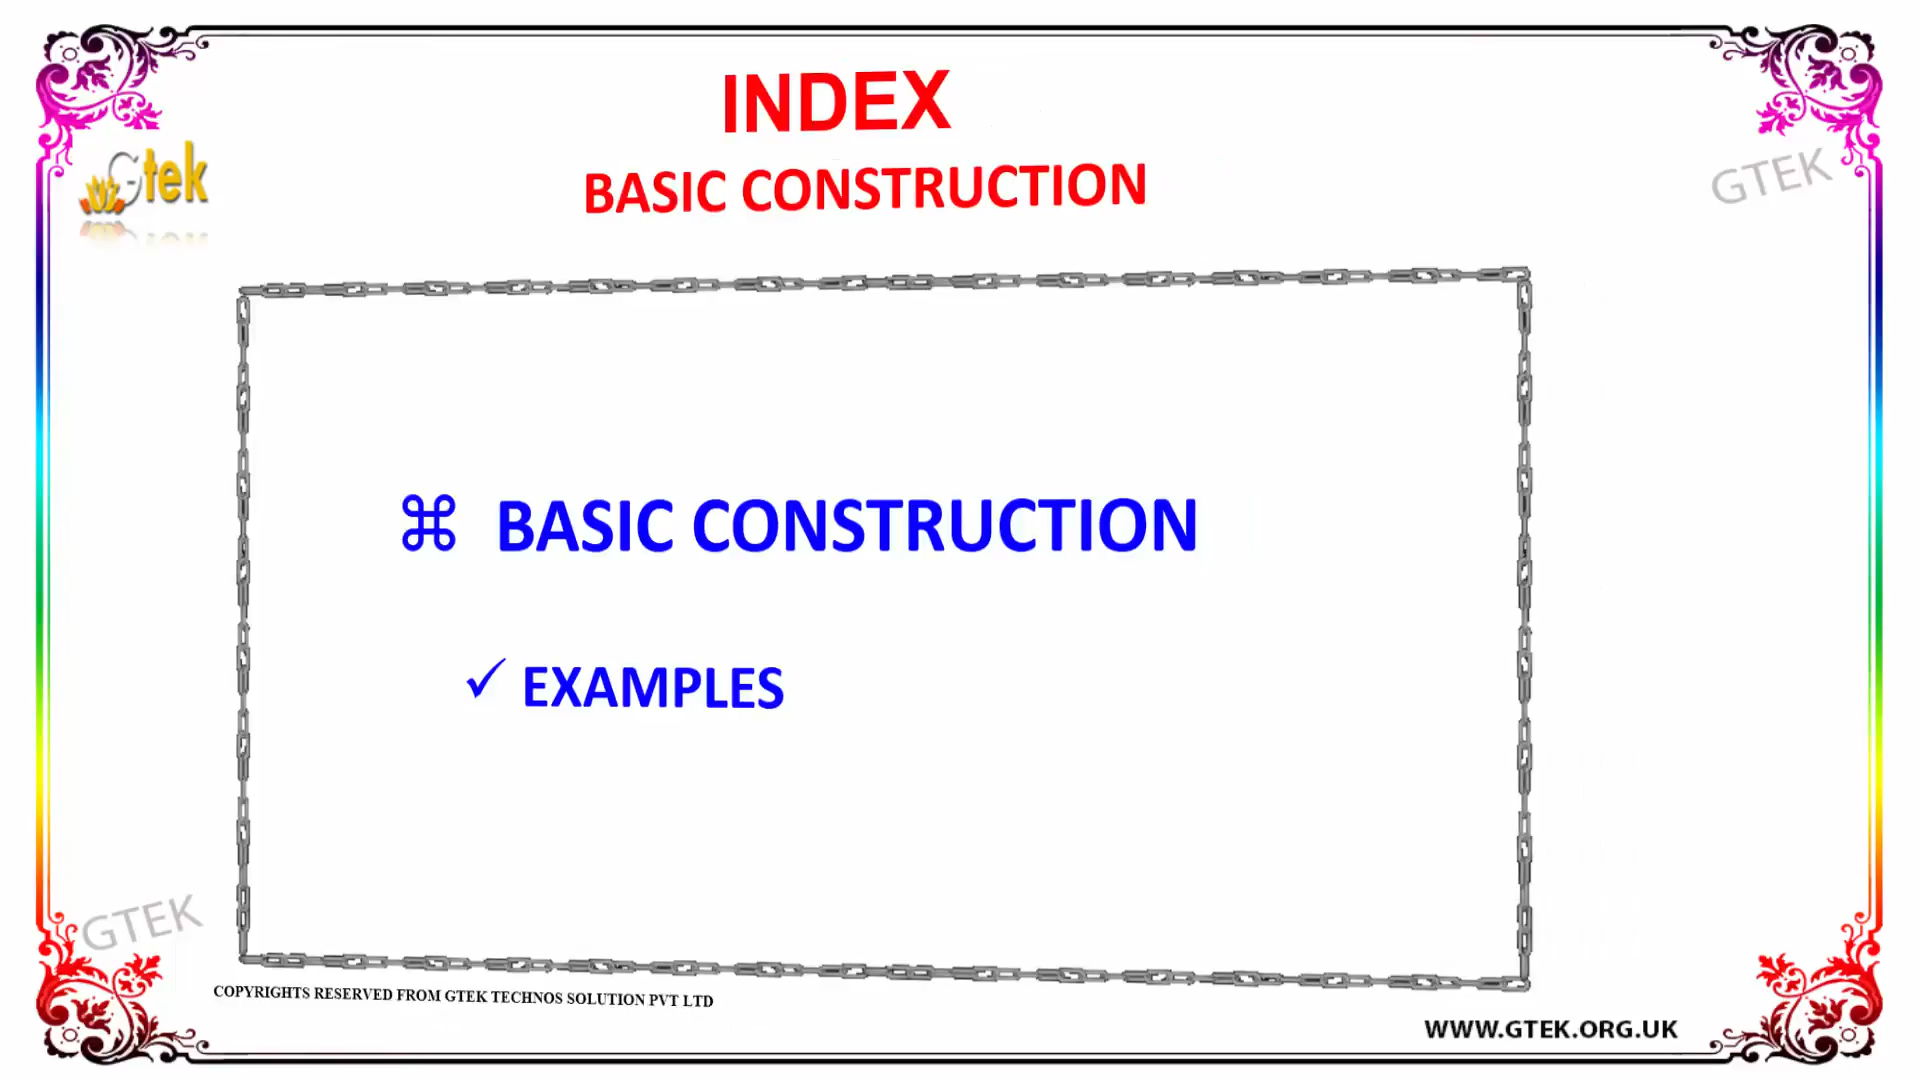 INDEX
Gtek
BASIC CONSTRUCTION
GTEK
⌘ BASIC CONSTRUCTION
✓ EXAMPLES
GTEK
COPYRIGHTS RESERVED FROM GTEK TECHNOS SOLUTION PVT LTD
WWW.GTEK.ORG.UK